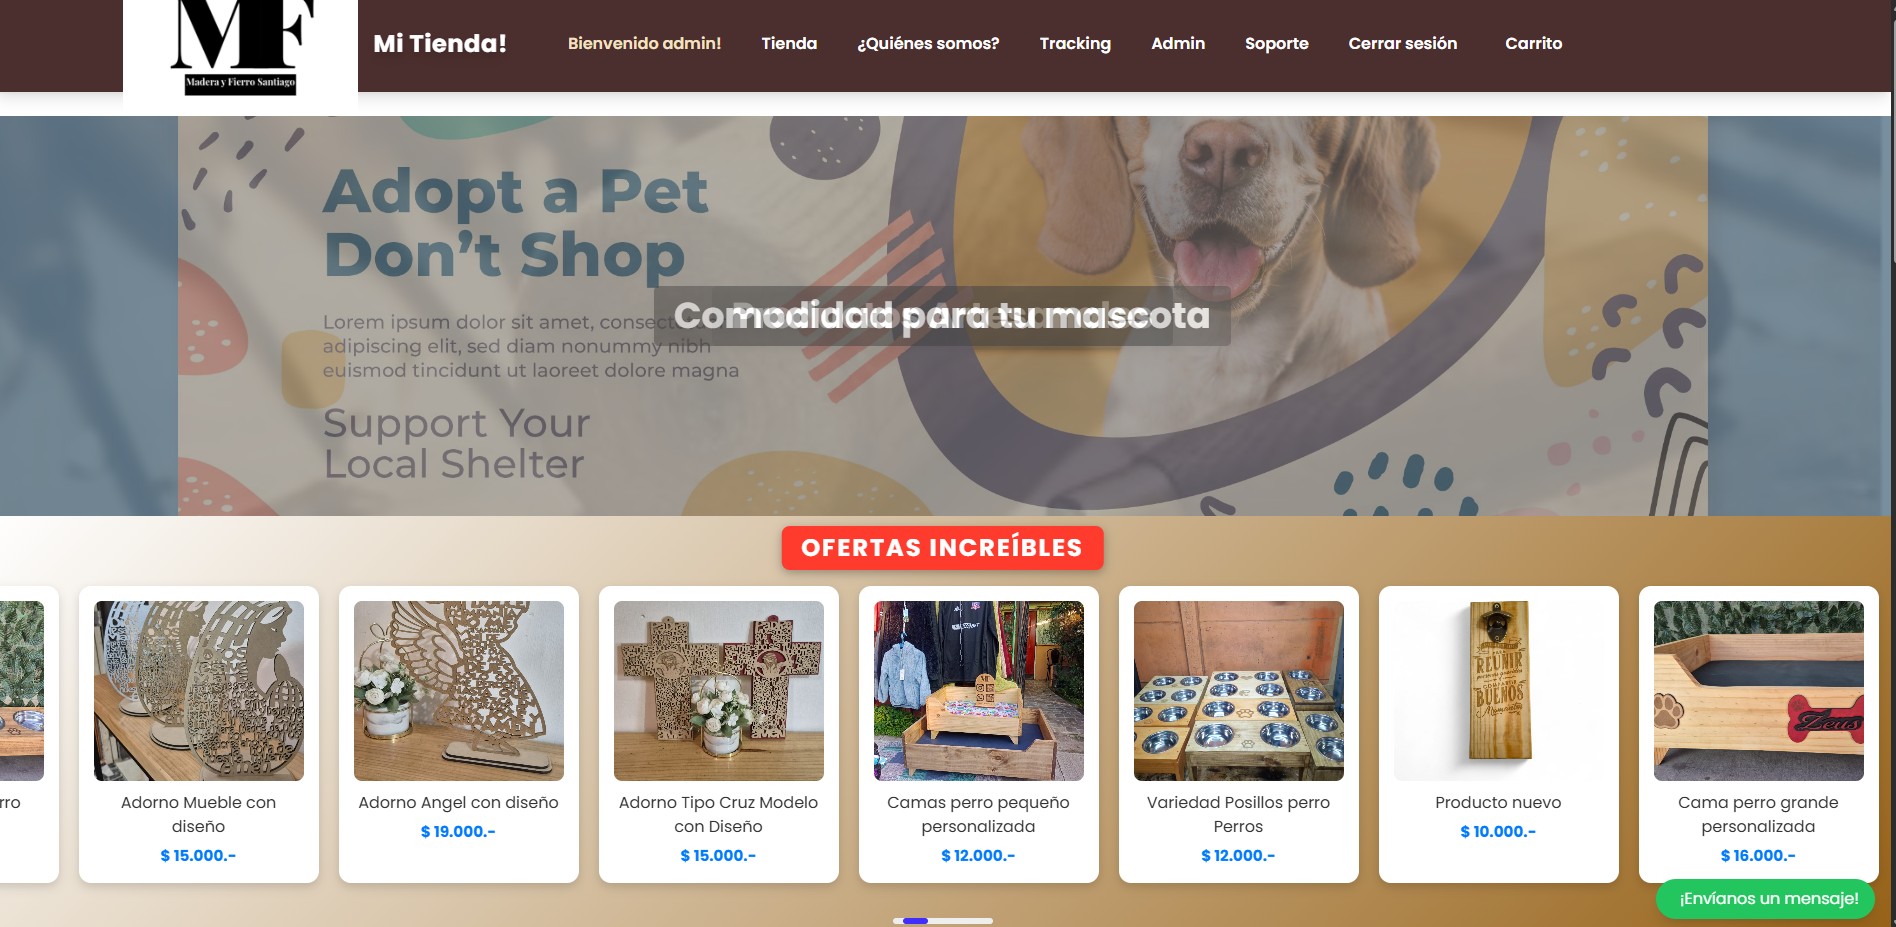 MF
Madera y Fierro Santiago
Mi Tienda!
Bienvenido admin!
Tienda
¿Quiénes somos?
Tracking
Admin
Soporte
Cerrar sesión
Carrito
Adopt a Pet
Don't Shop
Lorem ipsum dolor sit amet,
adipiscing elit, sed diam nonummy nibh
euismod tincidunt ut laoreet dolore magna
Support Your
Local Shelter
Comodidad para tu mascota
OFERTAS INCREÍBLES
rro
Adorno Mueble con
diseño
$ 15.000.-
Adorno Angel con diseño
$ 19.000.-
Adorno Tipo Cruz Modelo
con Diseño
$ 15.000.-
Camas perro pequeño
personalizada
$ 12.000.-
Variedad Posillos perro
Perros
$ 12.000.-
REUNIR
BUENOS
Momentos
Producto nuevo
$ 10.000.-
Zeus
Cama perro grande
personalizada
$ 16.000.-
¡Envíanos un mensaje!